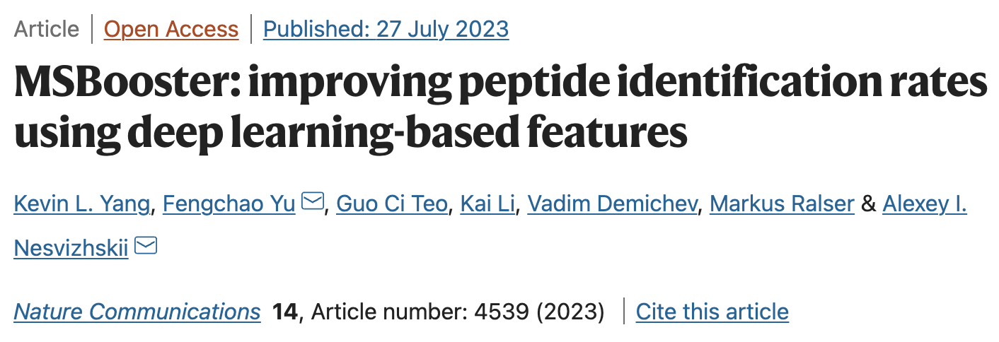 Article | Open Access | Published: 27 July 2023
MSBooster: improving peptide identification rates
using deep learning-based features
Kevin L. Yang, Fengchao Yu, Guo Ci Teo, Kai Li, Vadim Demichev, Markus Ralser & Alexey I.
Nesvizhskii
Nature Communications 14, Article number: 4539 (2023) | Cite this article